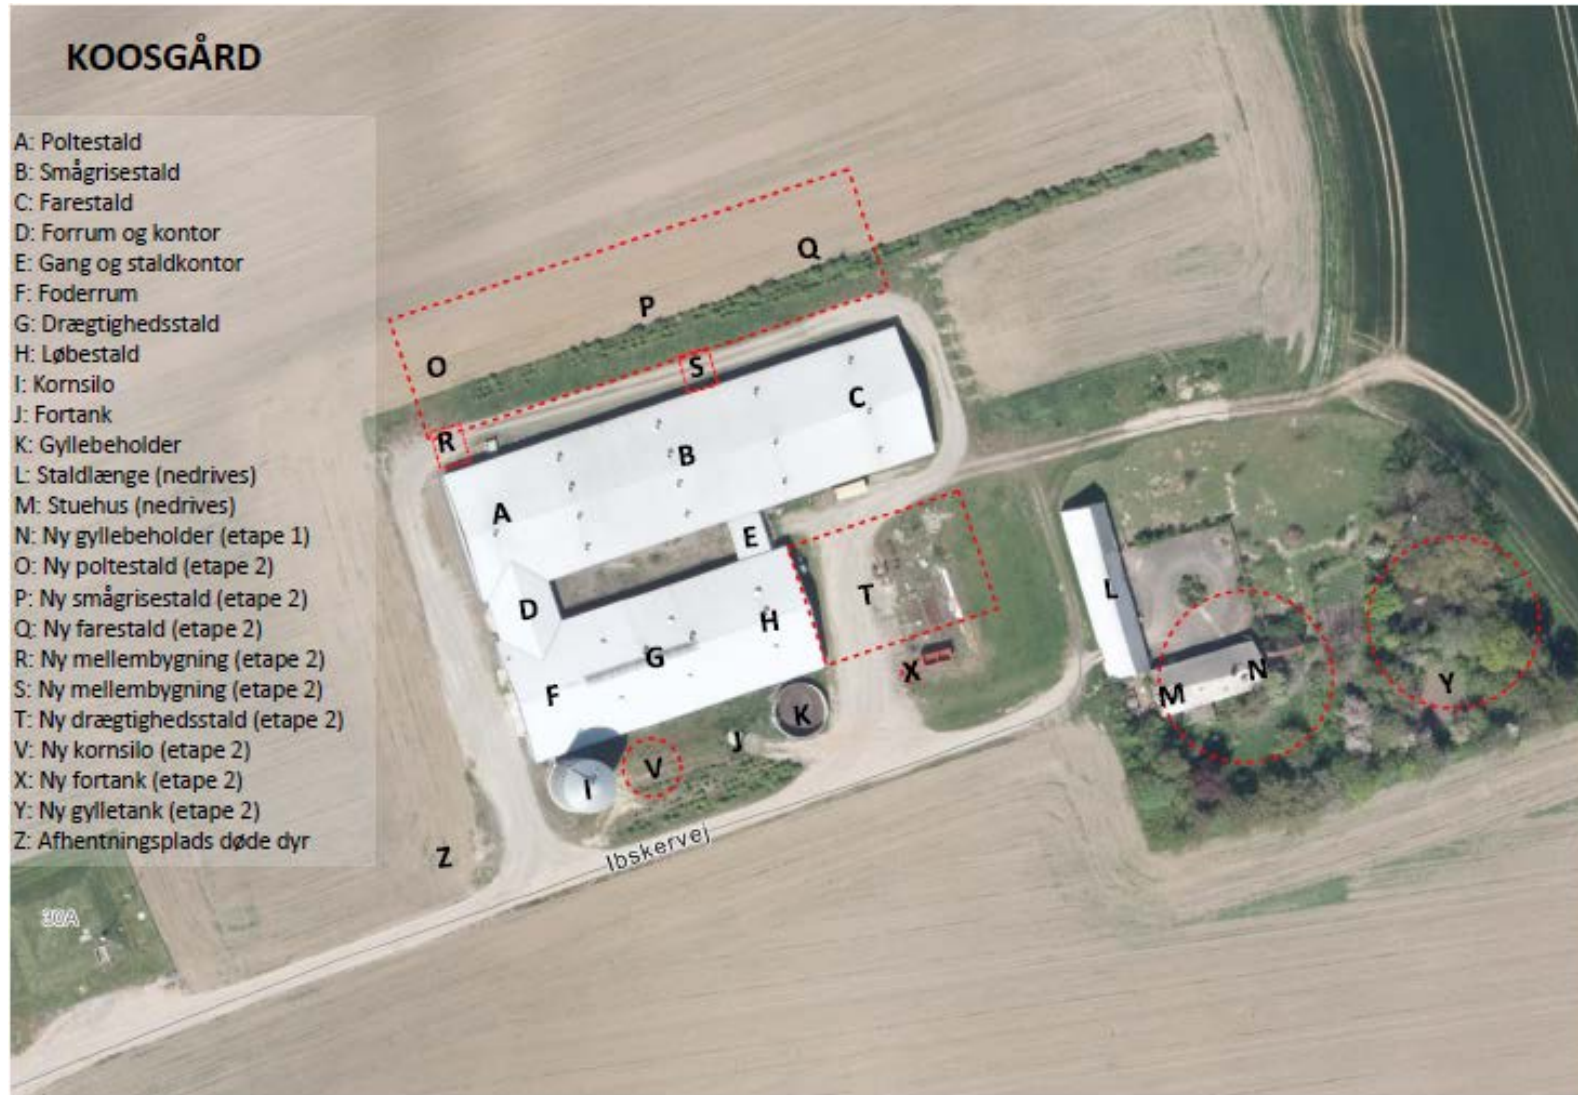 KOOSGÅRD
A: Poltestald
B: Smågrisestald
C: Farestald
D: Forrum og kontor
E: Gang og staldkontor
F: Foderrum
G: Drægtighedsstald
H: Løbestald
I: Kornsilo
J: Fortank
K: Gyllebeholder
L: Staldlænge (nedrives)
M: Stuehus (nedrives)
N: Ny gyllebeholder (etape 1)
O: Ny poltestald (etape 2)
P: Ny smågrisestald (etape 2)
Q: Ny farestald (etape 2)
R: Ny mellembygning (etape 2)
S: Ny mellembygning (etape 2)
T: Ny drægtighedsstald (etape 2)
V: Ny kornsilo (etape 2)
X: Ny fortank (etape 2)
Y: Ny gylletank (etape 2)
Z: Afhentningsplads døde dyr
Q
P
O
S
R
C
B
A
E
D
T
L
H
G
F
X
N
M
Y
K
J
V
I
Z
Ibskervej
30A